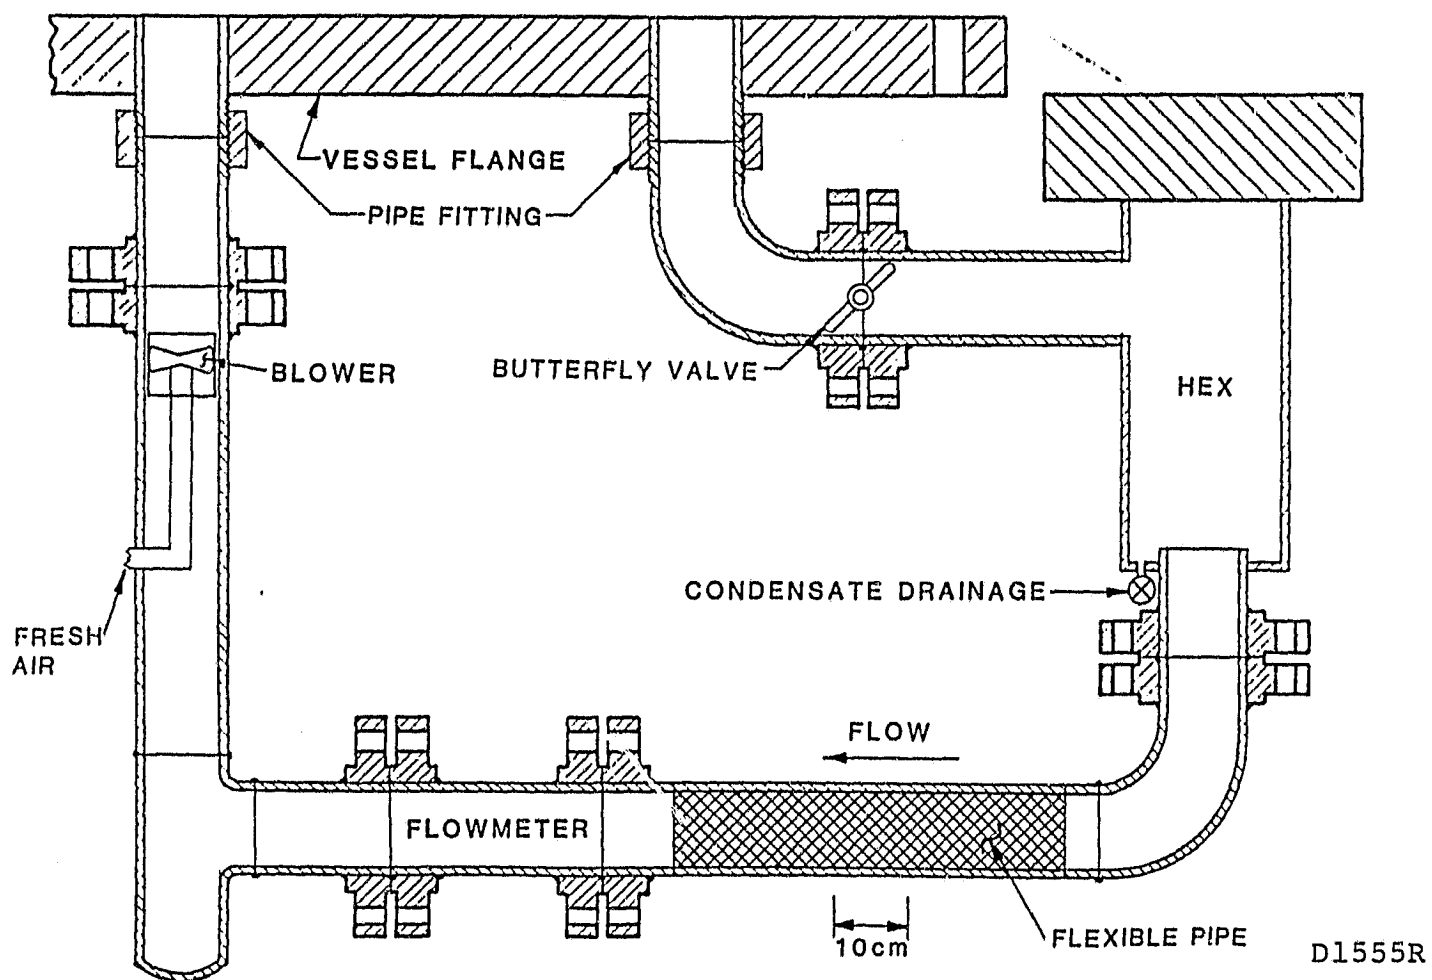 VESSEL FLANGE
PIPE FITTING
BLOWER
BUTTERFLY VALVE
HEX
CONDENSATE DRAINAGE
FRESH
AIR
FLOW
FLOWMETER
10cm
FLEXIBLE PIPE
D1555R